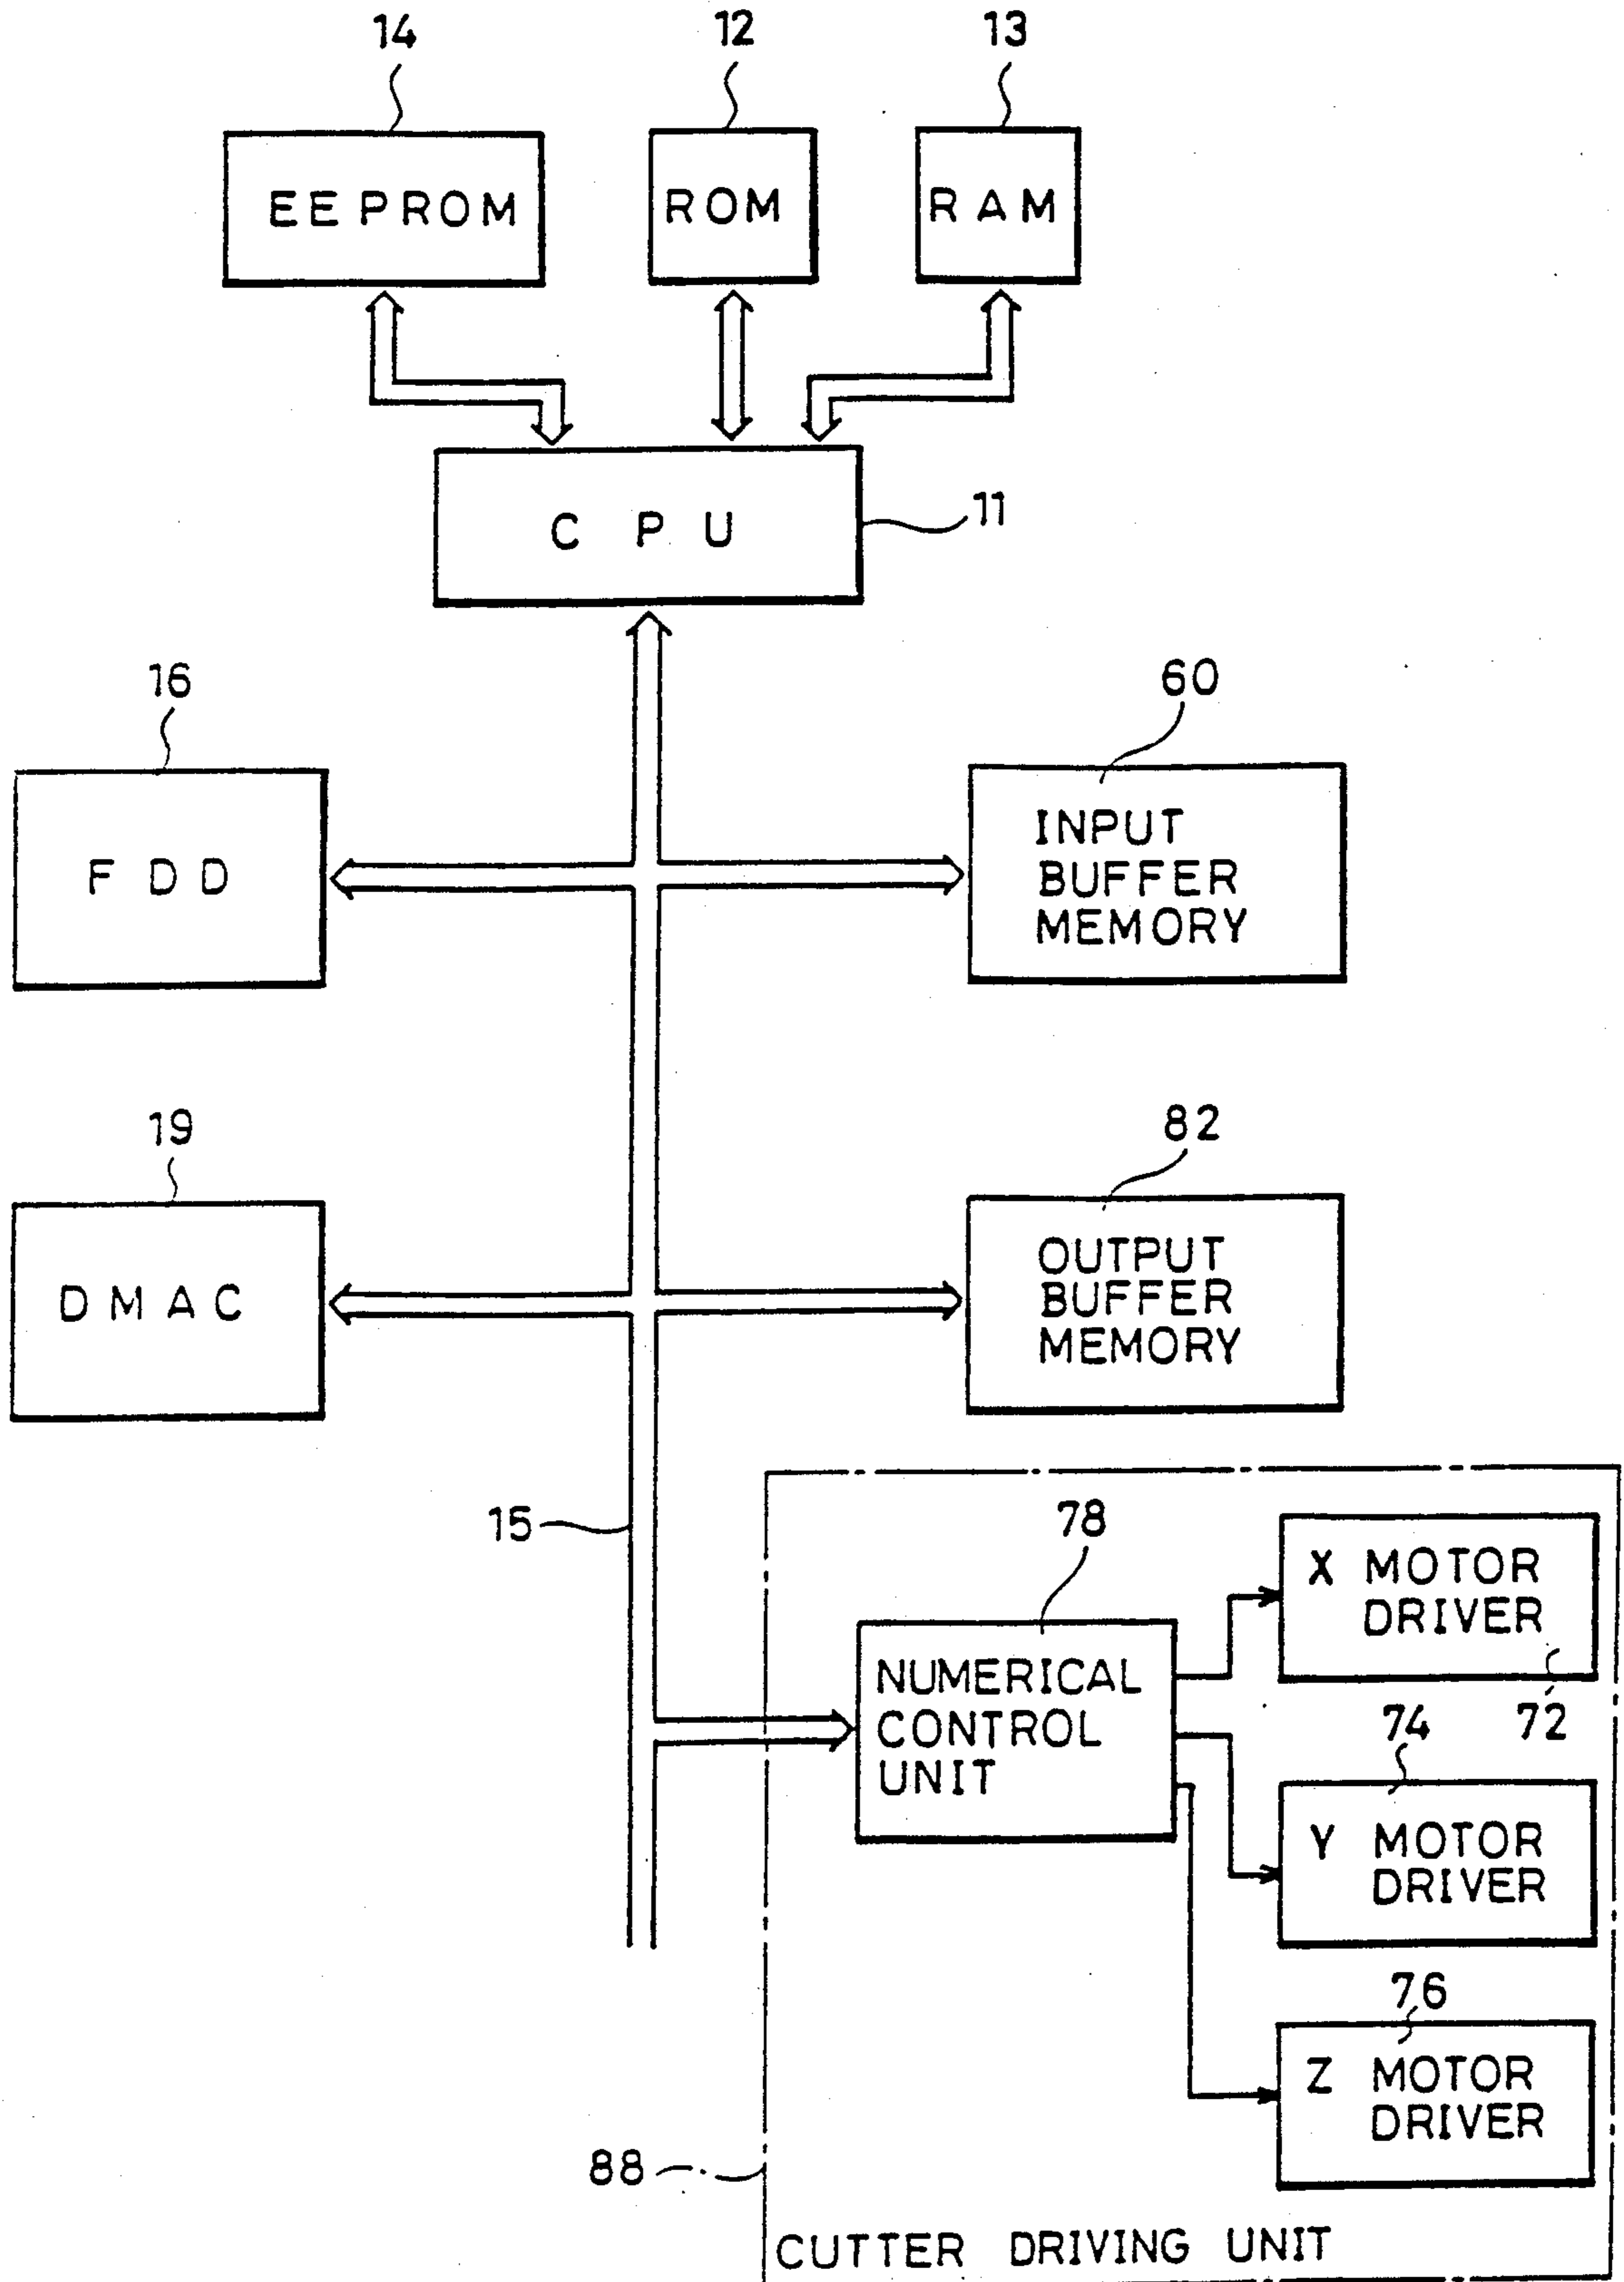 14
12
13
EEPROM
ROM
RAM
CPU
11
16
60
FDD
INPUT
BUFFER
MEMORY
19
82
DMAC
OUTPUT
BUFFER
MEMORY
15
78
X MOTOR
DRIVER
72
NUMERICAL
CONTROL
UNIT
74
Y MOTOR
DRIVER
76
Z MOTOR
DRIVER
88
CUTTER DRIVING UNIT